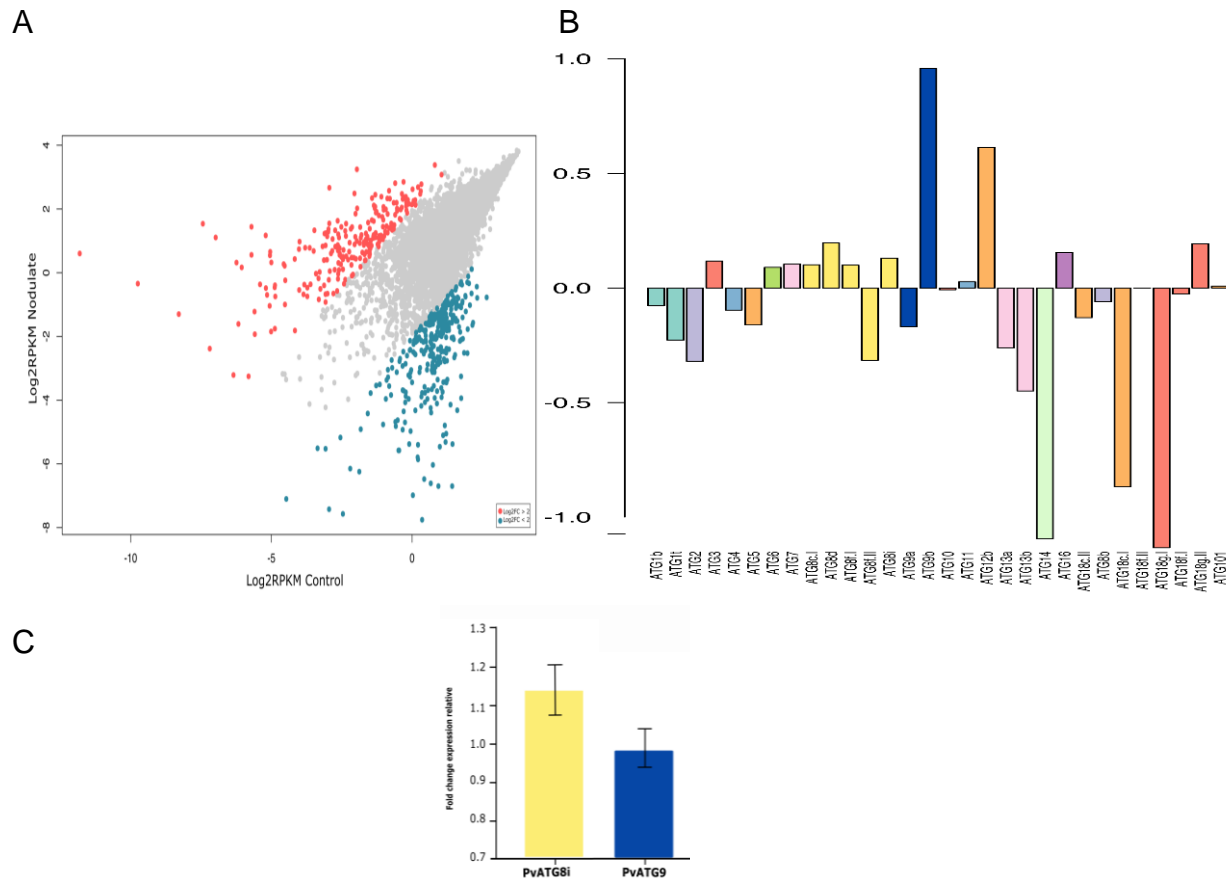 A
B
4
2
0
-2
-4
-6
-8
Log2RPKM Nodulate
-10
-5
0
Log2RPKM Control
Log2FC > 2
Log2FC < 2
1.0
0.5
0.0
-0.5
-1.0
ATG1b
ATG1t
ATG2
ATG3
ATG4
ATG5
ATG6
ATG7
ATG8c.I
ATG8d
ATG8f.I
ATG8f.II
ATG8i
ATG9a
ATG9b
ATG10
ATG11
ATG12b
ATG13a
ATG13b
ATG14
ATG16
ATG18c.II
ATG8b
ATG18c.I
ATG18f.II
ATG18g.I
ATG18f.I
ATG18g.II
ATG101
C
1.3
1.2
1.1
1.0
0.9
0.8
0.7
Fold change expression relative
PvATG8i
PvATG9